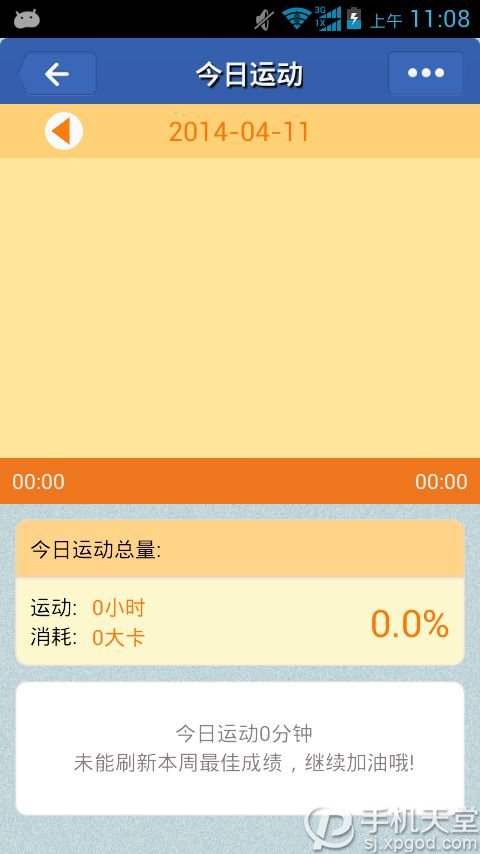 3G
1X
上午 11:08
今日运动
2014-04-11
00:00 00:00
今日运动总量:
运动: 0小时
消耗: 0大卡
0.0%
今日运动0分钟
未能刷新本周最佳成绩，继续加油哦!
手机天堂
sj.xpgod.com